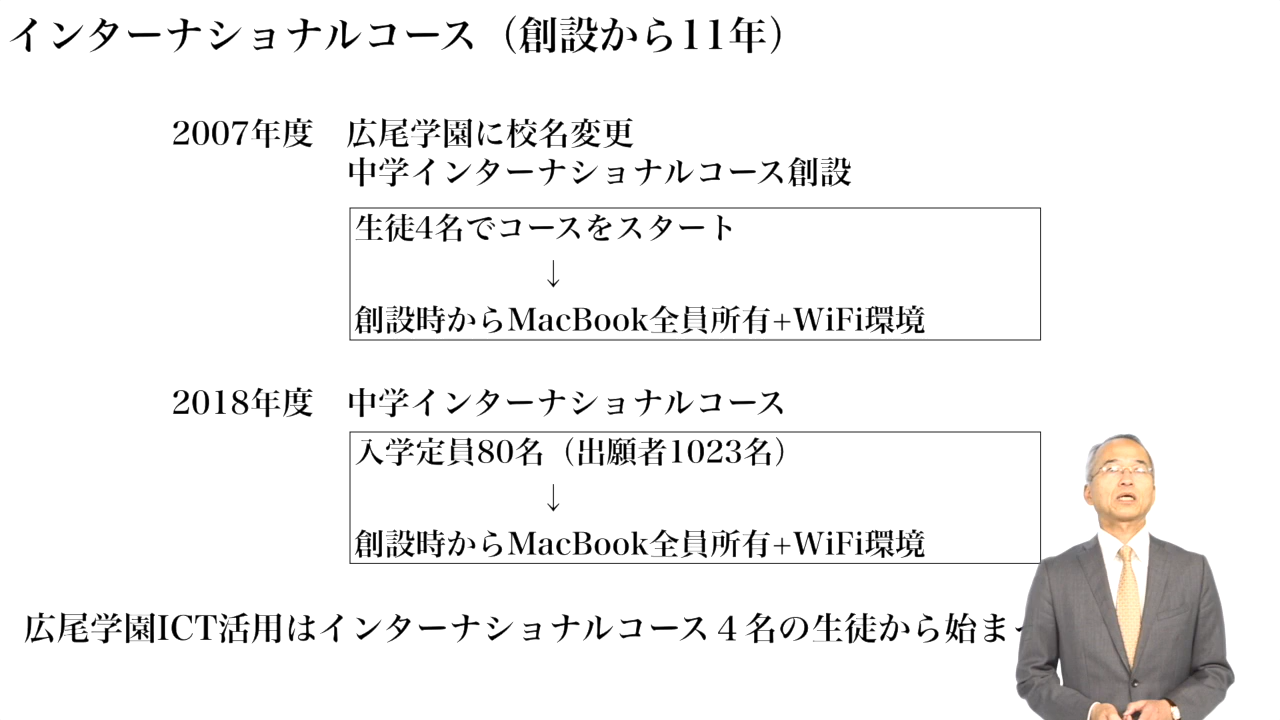 インターナショナルコース（創設から11年）
2007年度　広尾学園に校名変更
中学インターナショナルコース創設
生徒4名でコースをスタート
↓
創設時からMacBook全員所有+WiFi環境
2018年度　中学インターナショナルコース
入学定員80名（出願者1023名）
↓
創設時からMacBook全員所有+WiFi環境
広尾学園ICT活用はインターナショナルコース４名の生徒から始ま